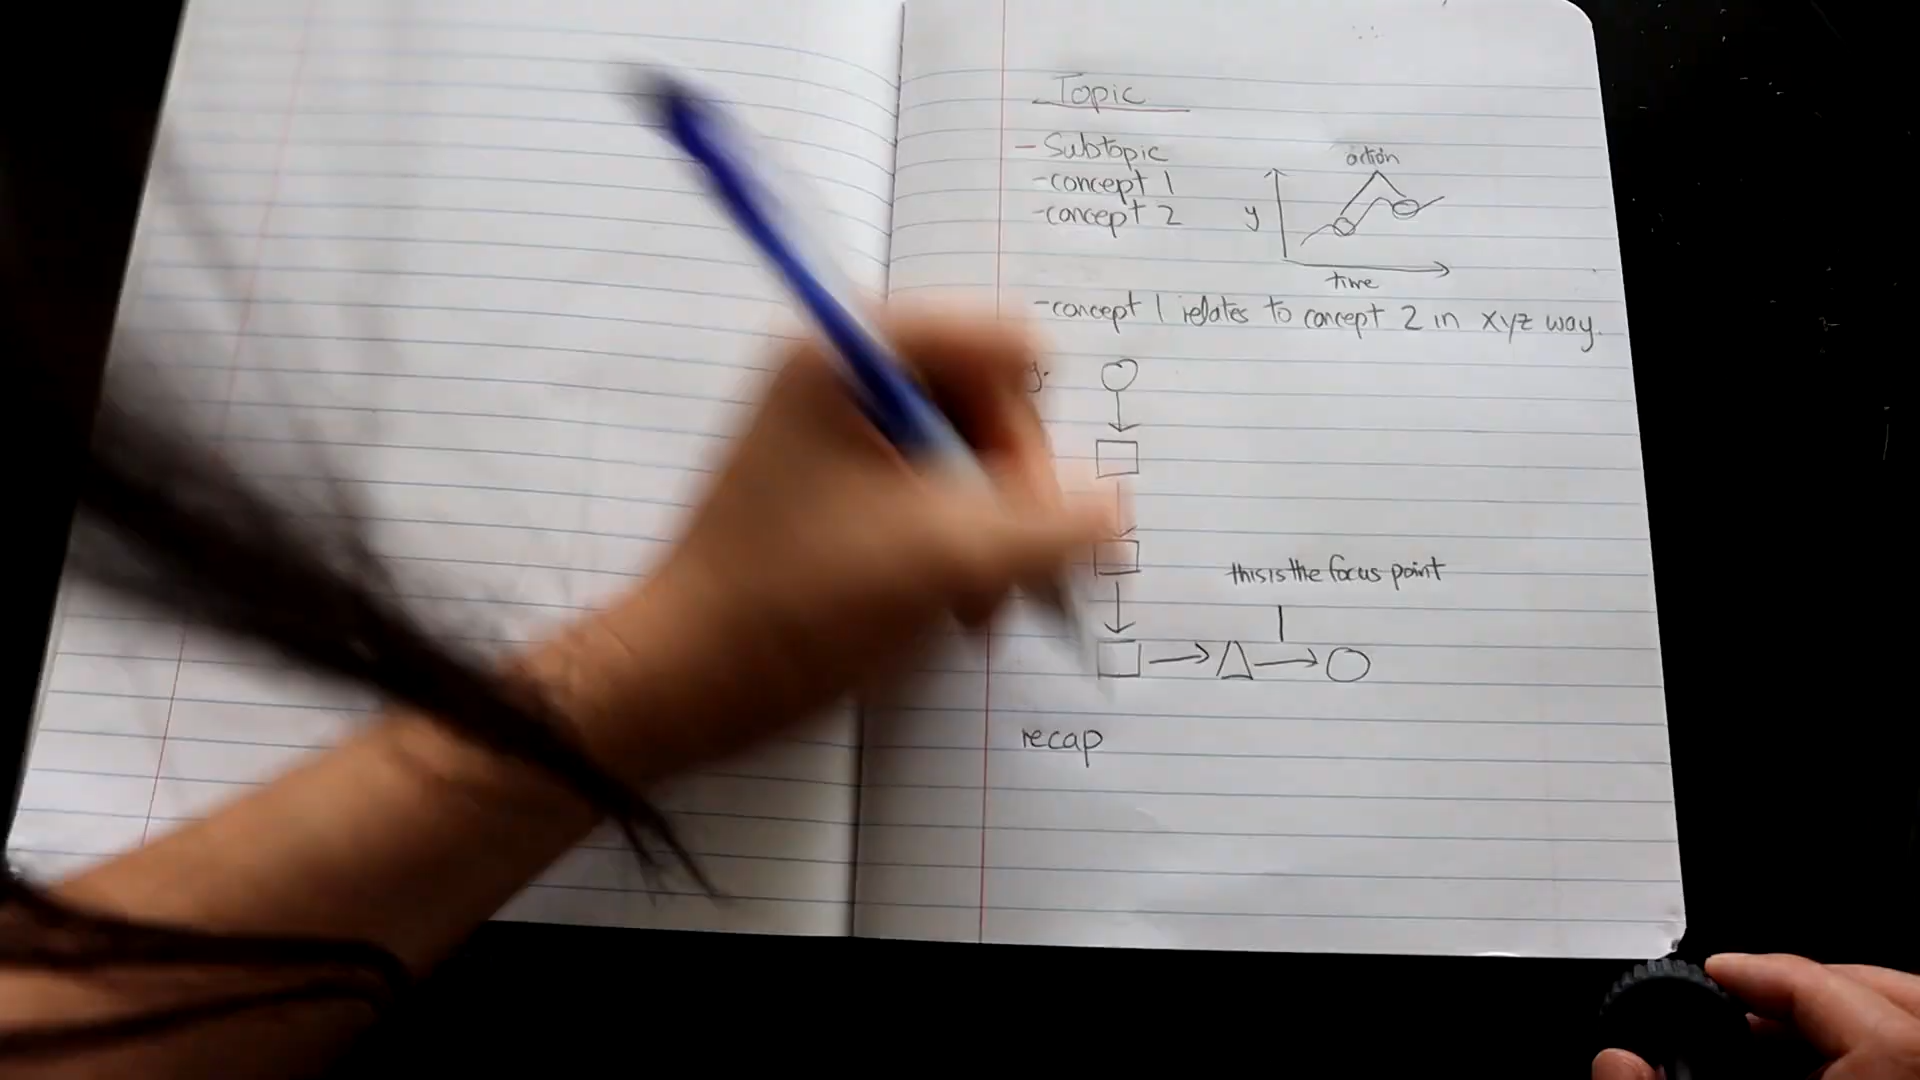 Topic
- Subtopic
-concept 1
-concept 2
action
y
time
-concept 1 relates to concept 2 in xyz way.
this is the focus point
recap